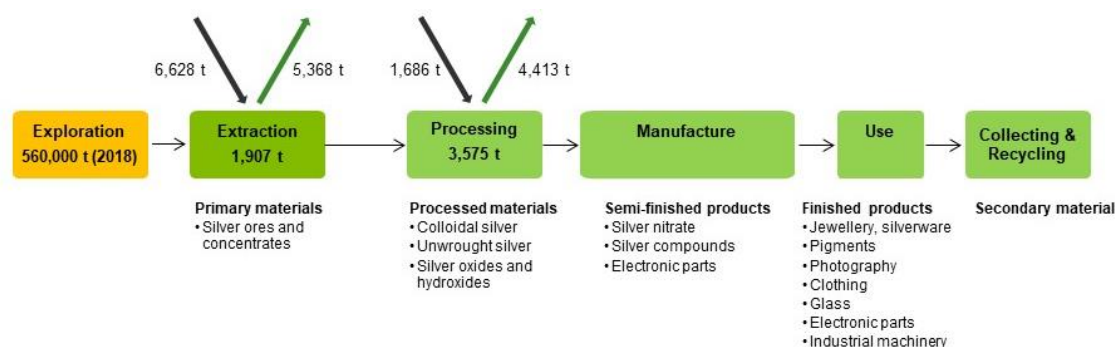 6,628 t
5,368 t
1,686 t
4,413 t
Exploration
560,000 t (2018)
Extraction
1,907 t
Processing
3,575 t
Manufacture
Use
Collecting &
Recycling
Primary materials
• Silver ores and
concentrates
Processed materials
• Colloidal silver
• Unwrought silver
• Silver oxides and
hydroxides
Semi-finished products
• Silver nitrate
• Silver compounds
• Electronic parts
Finished products
• Jewellery, silverware
• Pigments
• Photography
• Clothing
• Glass
• Electronic parts
• Industrial machinery
Secondary material